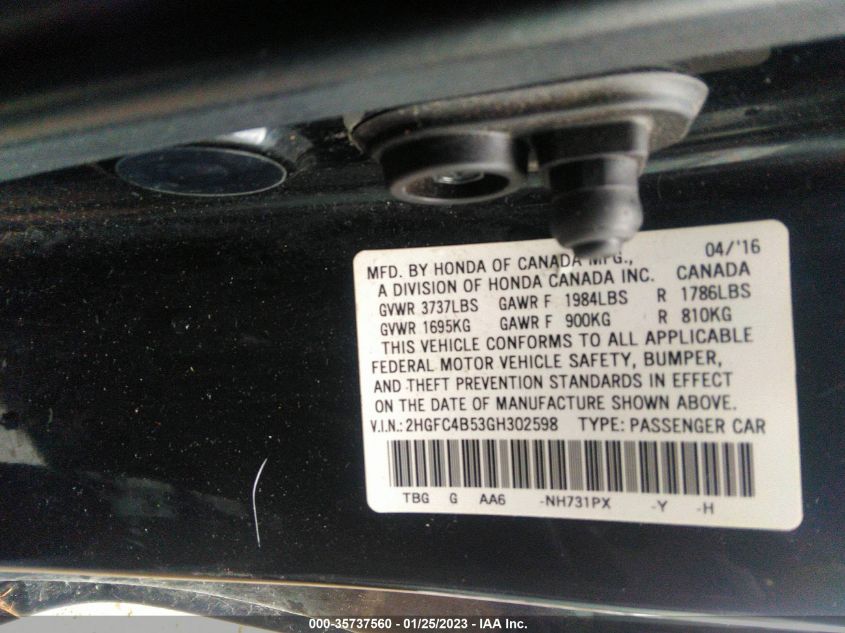 04/'16
MFD. BY HONDA OF CANADA MFG.,
A DIVISION OF HONDA CANADA INC. CANADA
GVWR 3737LBS GAWR F 1984LBS R 1786LBS
GVWR 1695KG GAWR F 900KG R 810KG
THIS VEHICLE CONFORMS TO ALL APPLICABLE
FEDERAL MOTOR VEHICLE SAFETY, BUMPER,
AND THEFT PREVENTION STANDARDS IN EFFECT
ON THE DATE OF MANUFACTURE SHOWN ABOVE.
V.I.N.: 2HGFC4B53GH302598 TYPE: PASSENGER CAR
TBG G AA6 -NH731PX -Y -H
000-35737560 - 01/25/2023 - IAA Inc.